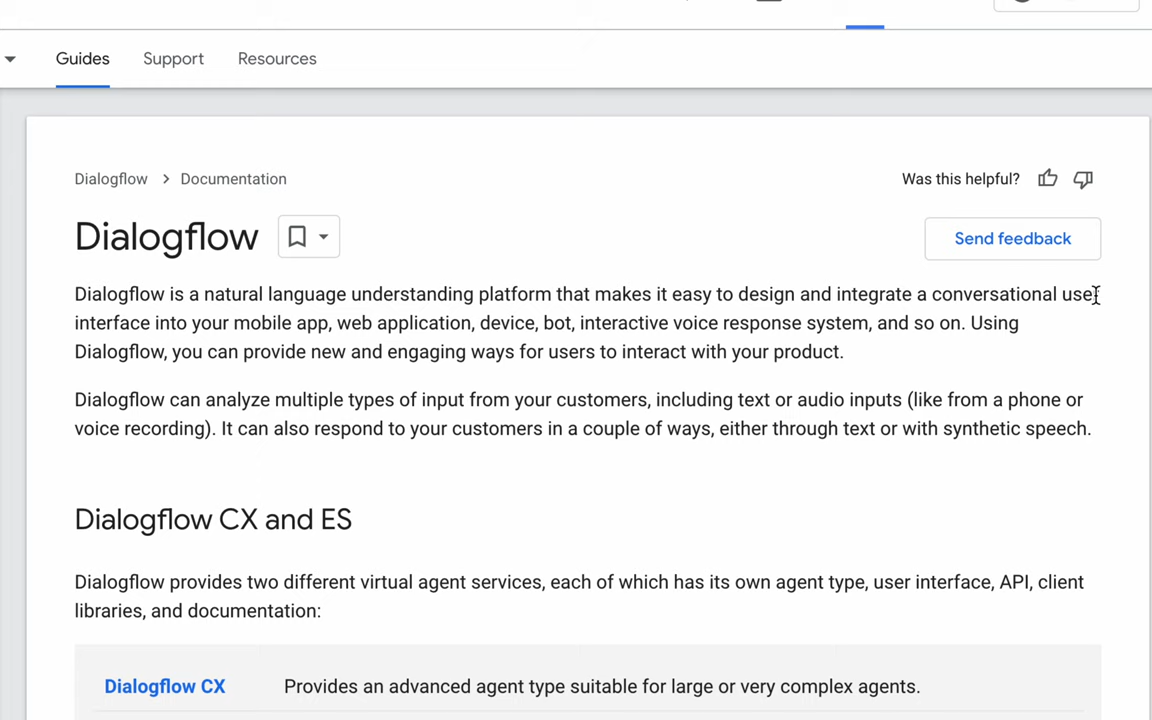 Guides Support Resources
Dialogflow Documentation Was this helpful?
Dialogflow
Send feedback
Dialogflow is a natural language understanding platform that makes it easy to design and integrate a conversational user
interface into your mobile app, web application, device, bot, interactive voice response system, and so on. Using
Dialogflow, you can provide new and engaging ways for users to interact with your product.
Dialogflow can analyze multiple types of input from your customers, including text or audio inputs (like from a phone or
voice recording). It can also respond to your customers in a couple of ways, either through text or with synthetic speech.
Dialogflow CX and ES
Dialogflow provides two different virtual agent services, each of which has its own agent type, user interface, API, client
libraries, and documentation:
Dialogflow CX Provides an advanced agent type suitable for large or very complex agents.